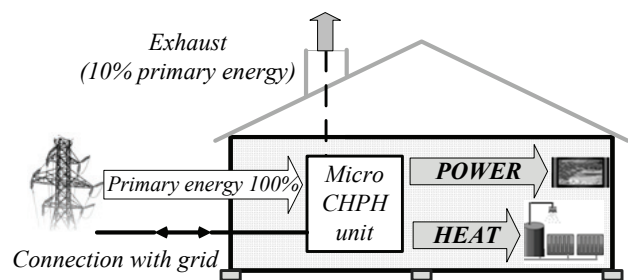 Exhaust
(10% primary energy)
Primary energy 100%
Micro
CHPH
unit
POWER
HEAT
Connection with grid